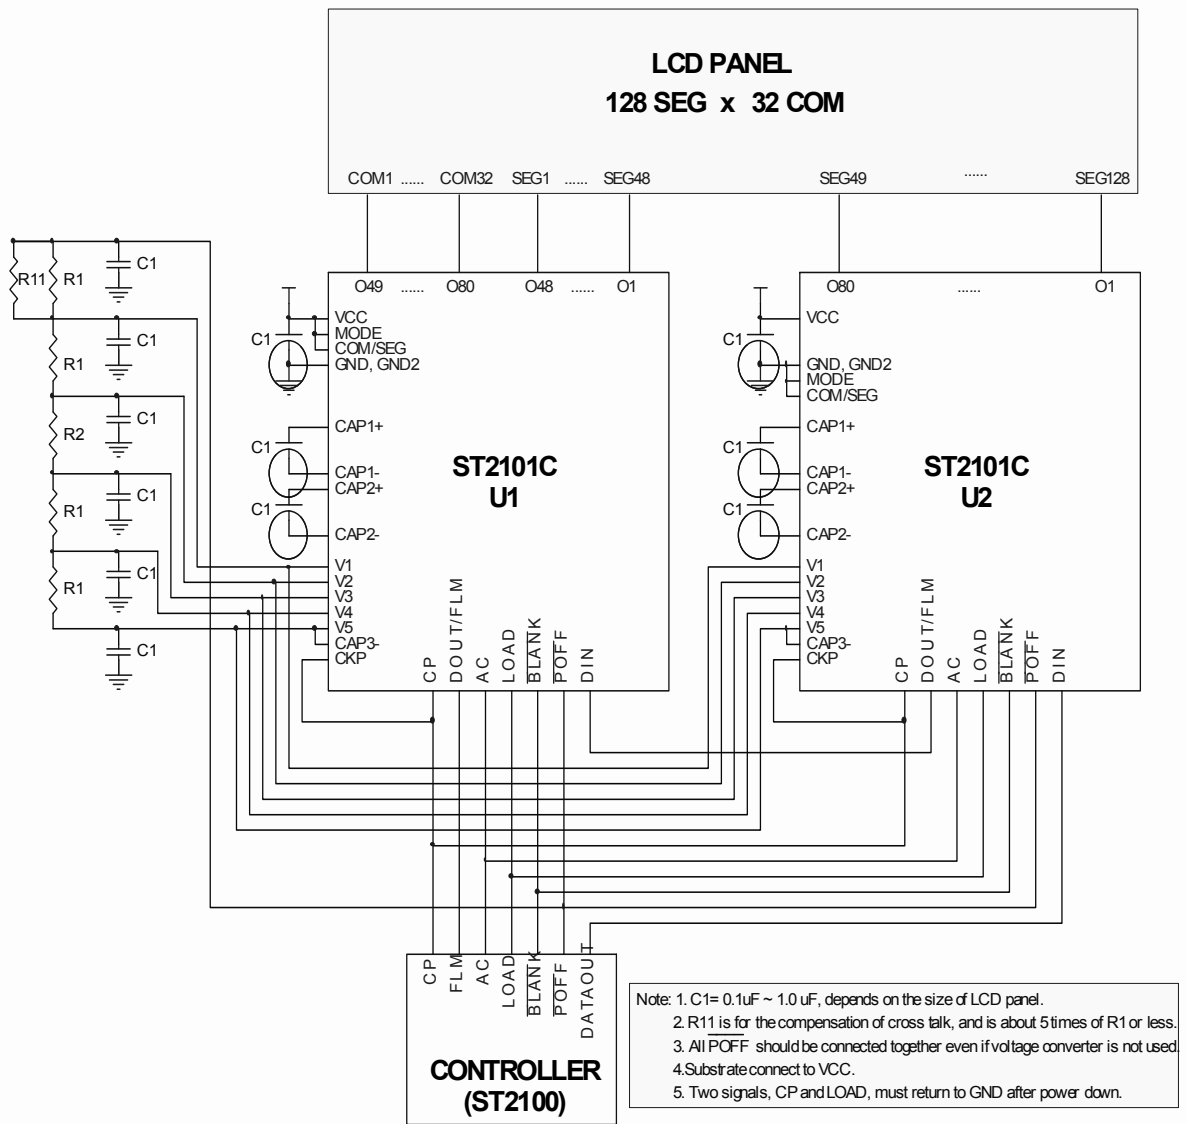 LCD PANEL
128 SEG x 32 COM
COM1 ...... COM32 SEG1 ...... SEG48 SEG49 ...... SEG128
R11 R1 C1
C1
R1
C1
R2
C1
R1
C1
R1
C1
O49 ...... O80 O48 ...... O1
VCC
MODE
COM/SEG
GND, GND2
C1
CAP1+
C1
CAP1-
CAP2+
C1
CAP2-
V1
V2
V3
V4
V5
CAP3-
CKP
ST2101C
U1
CP DOUT/FLM AC LOAD BLANK POFF DIN
O80 ...... O1
VCC
C1
GND, GND2
MODE
COM/SEG
CAP1+
C1
CAP1-
CAP2+
C1
CAP2-
V1
V2
V3
V4
V5
CAP3-
CKP
ST2101C
U2
CP DOUT/FLM AC LOAD BLANK POFF DIN
CP FLM AC LOAD BLANK POFF DATAOUT
CONTROLLER
(ST2100)
Note: 1. C1= 0.1uF ~ 1.0 uF, depends on the size of LCD panel.
2. R11 is for the compensation of cross talk, and is about 5 times of R1 or less.
3. All POFF should be connected together even if voltage converter is not used.
4.Substrate connect to VCC.
5. Two signals, CP and LOAD, must return to GND after power down.